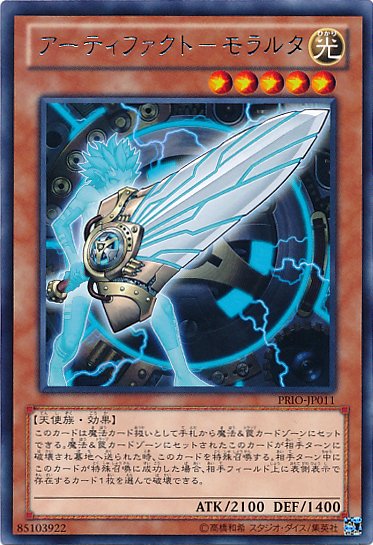 アーティファクト－モラルタ
光
ひかり
PRIO-JP011
【天使族・効果】
このカードは魔法カード扱いとして手札から魔法＆罠カードゾーンにセット
できる。魔法＆罠カードゾーンにセットされたこのカードが相手ターンに
破壊され墓地へ送られた時、このカードを特殊召喚する。相手ターン中に
このカードが特殊召喚に成功した場合、相手フィールド上に表側表示で
存在するカード１枚を選んで破壊できる。
ATK/2100 DEF/1400
85103922
©高橋和希 スタジオ・ダイス/集英社